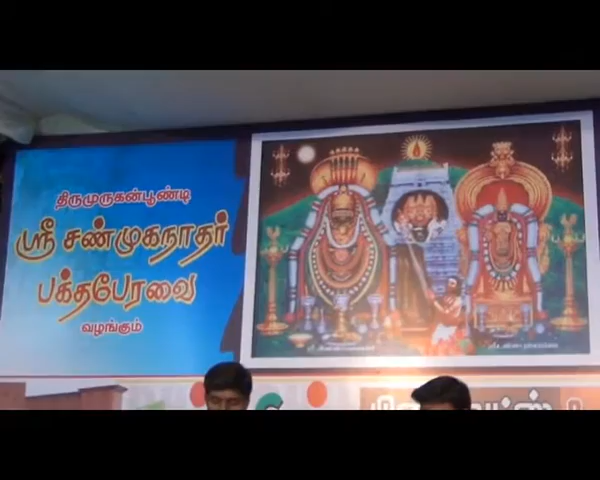 திருமுருகன்பூண்டி
ஸ்ரீ சண்முகநாதர்
பக்தபேரவை
வழங்கும்